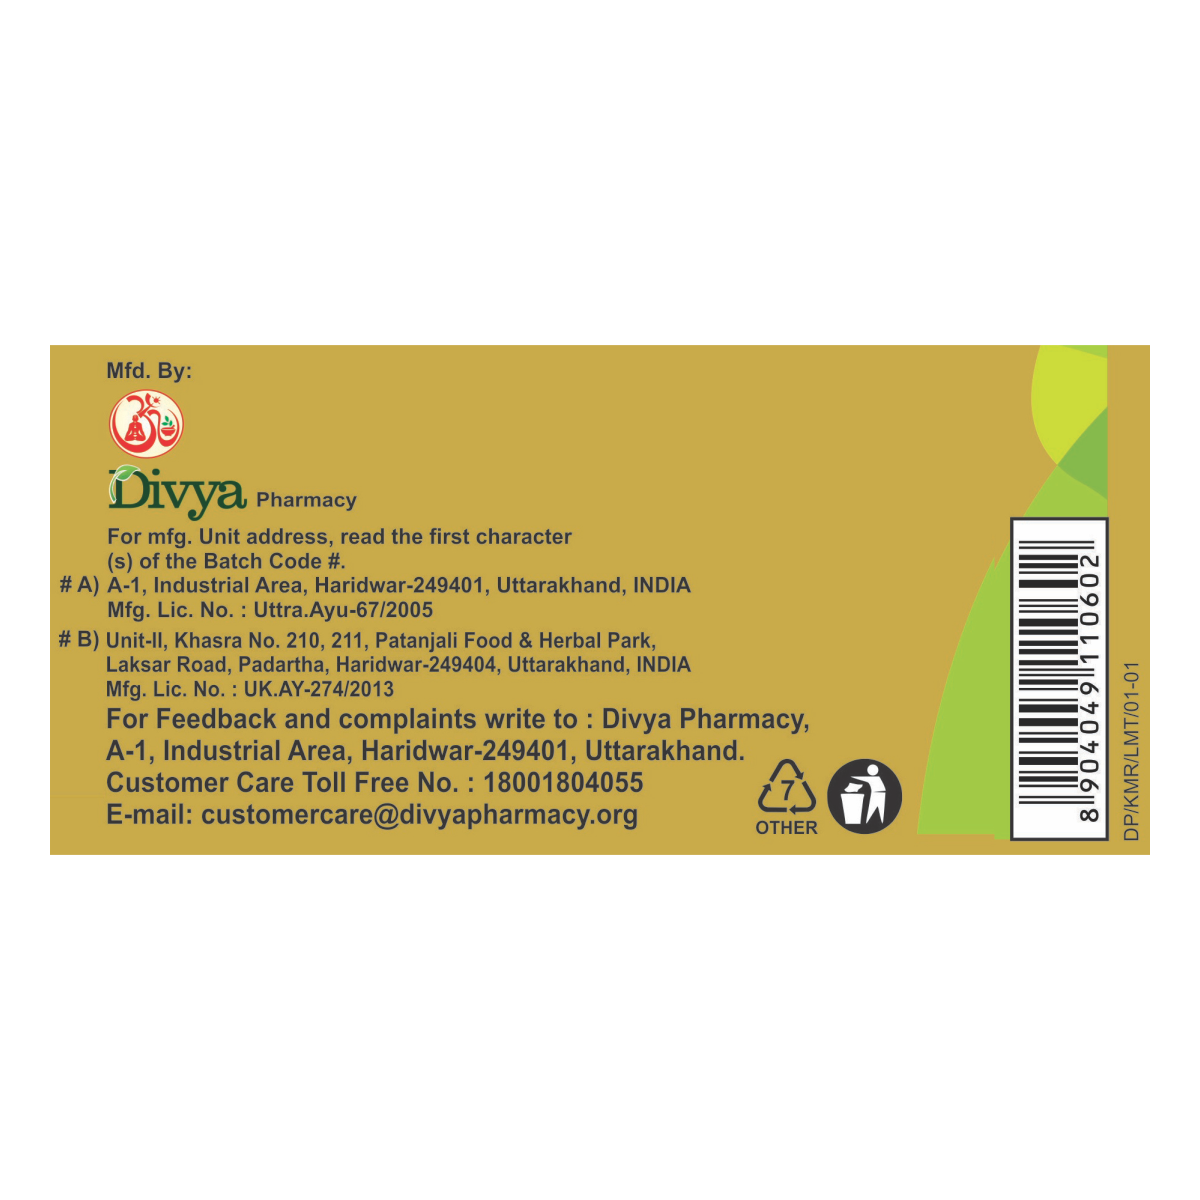 Mfd. By:
Divya Pharmacy
For mfg. Unit address, read the first character
(s) of the Batch Code #.
# A) A-1, Industrial Area, Haridwar-249401, Uttarakhand, INDIA
Mfg. Lic. No. : Uttra.Ayu-67/2005
# B) Unit-II, Khasra No. 210, 211, Patanjali Food & Herbal Park,
Laksar Road, Padartha, Haridwar-249404, Uttarakhand, INDIA
Mfg. Lic. No. : UK.AY-274/2013
For Feedback and complaints write to : Divya Pharmacy,
A-1, Industrial Area, Haridwar-249401, Uttarakhand.
Customer Care Toll Free No. : 18001804055
E-mail: customercare@divyapharmacy.org
7
OTHER
8904049110602
DP/KMR/LMT/01-01